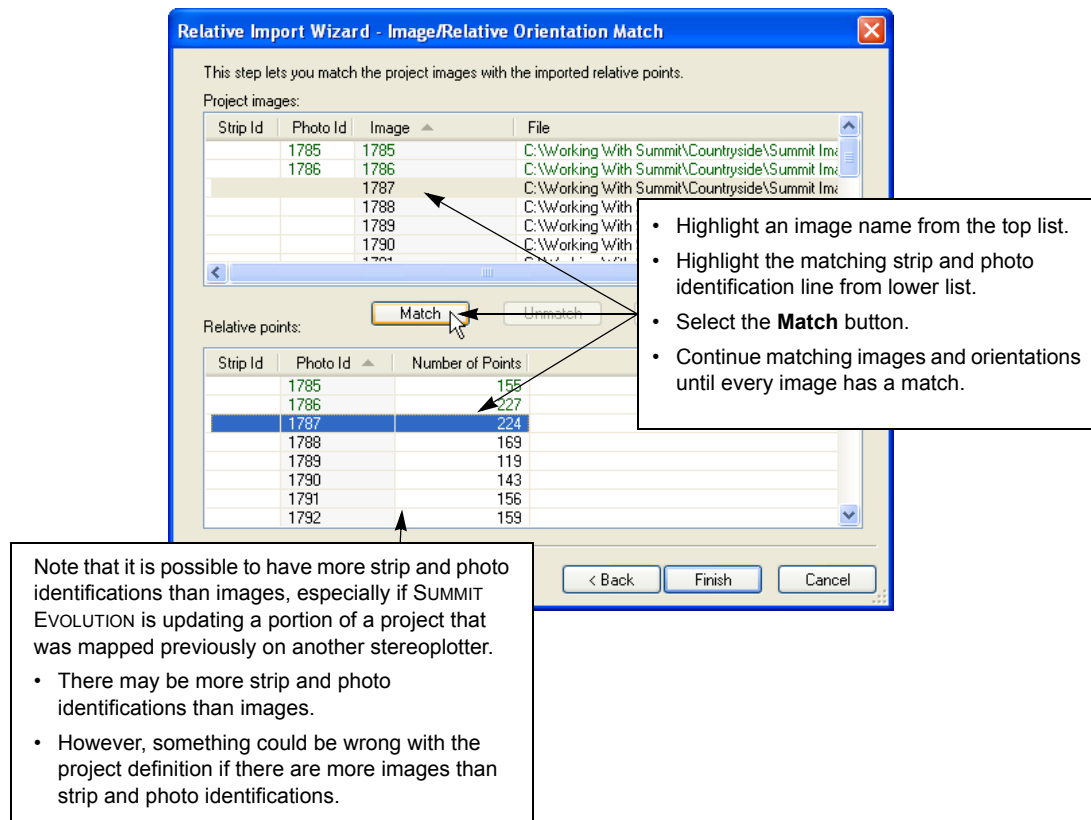 Relative Import Wizard - Image/Relative Orientation Match
This step lets you match the project images with the imported relative points.
Project images:
Strip Id Photo Id Image File
1785 1785 C:\Working With Summit\Countryside\Summit Ima
1786 1786 C:\Working With Summit\Countryside\Summit Ima
1787 C:\Working With Summit\Countryside\Summit Ima
1788 C:\Working With
1789 C:\Working With
1790 C:\Working With
• Highlight an image name from the top list.
• Highlight the matching strip and photo
identification line from lower list.
• Select the Match button.
• Continue matching images and orientations
until every image has a match.
Match Unmatch
Relative points:
Strip Id Photo Id Number of Points
1785 155
1786 227
1787 224
1788 169
1789 119
1790 143
1791 156
1792 159
< Back Finish Cancel
Note that it is possible to have more strip and photo
identifications than images, especially if SUMMIT
EVOLUTION is updating a portion of a project that
was mapped previously on another stereoplotter.
• There may be more strip and photo
identifications than images.
• However, something could be wrong with the
project definition if there are more images than
strip and photo identifications.